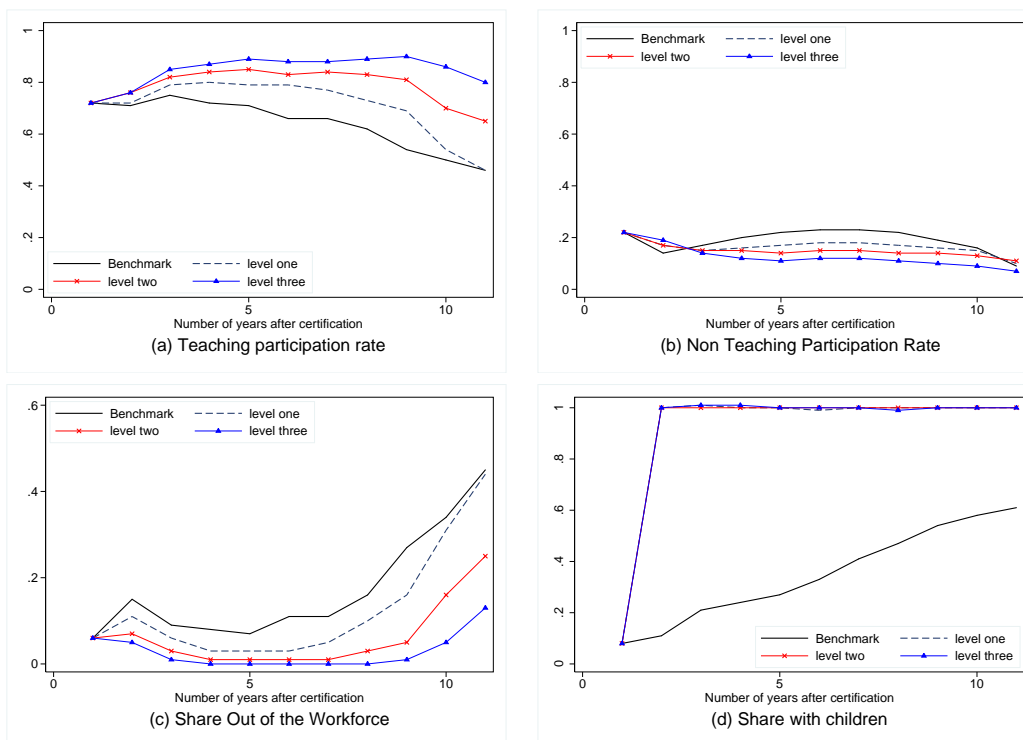 1
.8
.6
.4
.2
0
Benchmark
level one
level two
level three
0
5
10
Number of years after certification
(a) Teaching participation rate
1
.8
.6
.4
.2
0
Benchmark
level one
level two
level three
0
5
10
Number of years after certification
(b) Non Teaching Participation Rate
.6
.4
.2
0
Benchmark
level one
level two
level three
0
5
10
Number of years after certification
(c) Share Out of the Workforce
1
.8
.6
.4
.2
0
Benchmark
level one
level two
level three
0
5
10
Number of years after certification
(d) Share with children